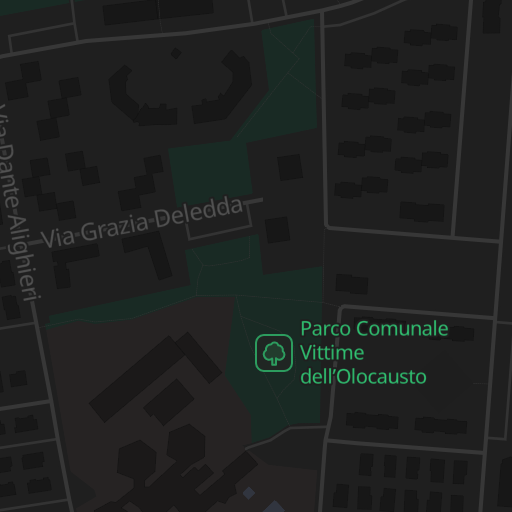 Via Dante Alighieri
Via Grazia Deledda
Parco Comunale
Vittime
dell'Olocausto